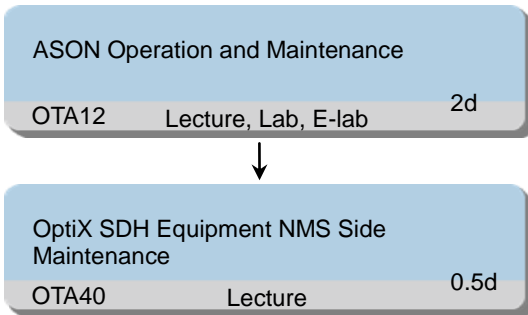 ASON Operation and Maintenance
2d
OTA12 Lecture, Lab, E-lab
OptiX SDH Equipment NMS Side
Maintenance
0.5d
OTA40 Lecture